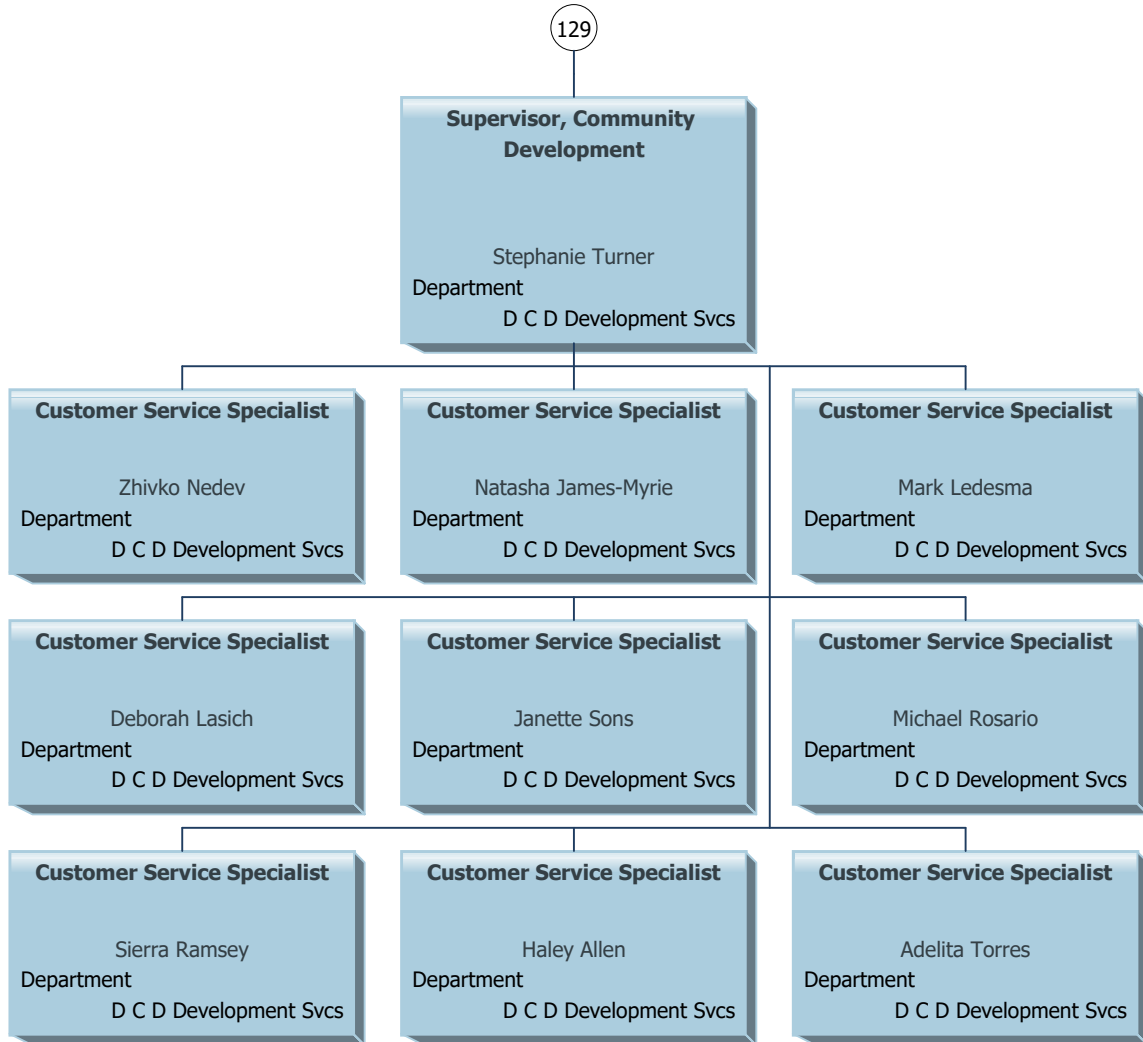 129
Supervisor, Community
Development
Stephanie Turner
Department
D C D Development Svcs
Customer Service Specialist
Zhivko Nedev
Department
D C D Development Svcs
Customer Service Specialist
Natasha James-Myrie
Department
D C D Development Svcs
Customer Service Specialist
Mark Ledesma
Department
D C D Development Svcs
Customer Service Specialist
Deborah Lasich
Department
D C D Development Svcs
Customer Service Specialist
Janette Sons
Department
D C D Development Svcs
Customer Service Specialist
Michael Rosario
Department
D C D Development Svcs
Customer Service Specialist
Sierra Ramsey
Department
D C D Development Svcs
Customer Service Specialist
Haley Allen
Department
D C D Development Svcs
Customer Service Specialist
Adelita Torres
Department
D C D Development Svcs